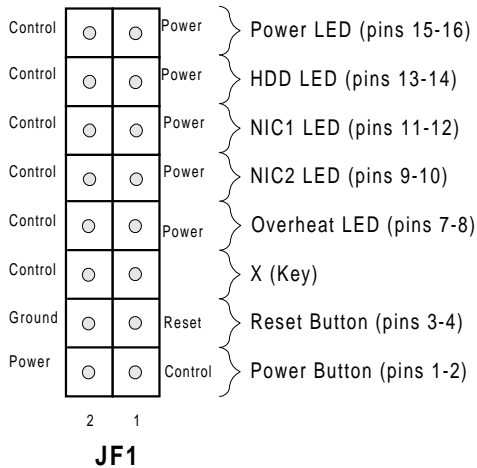 Control Power Power LED (pins 15-16)
Control Power HDD LED (pins 13-14)
Control Power NIC1 LED (pins 11-12)
Control Power NIC2 LED (pins 9-10)
Control Power Overheat LED (pins 7-8)
Control X (Key)
Ground Reset Reset Button (pins 3-4)
Power Control Power Button (pins 1-2)
2 1
JF1